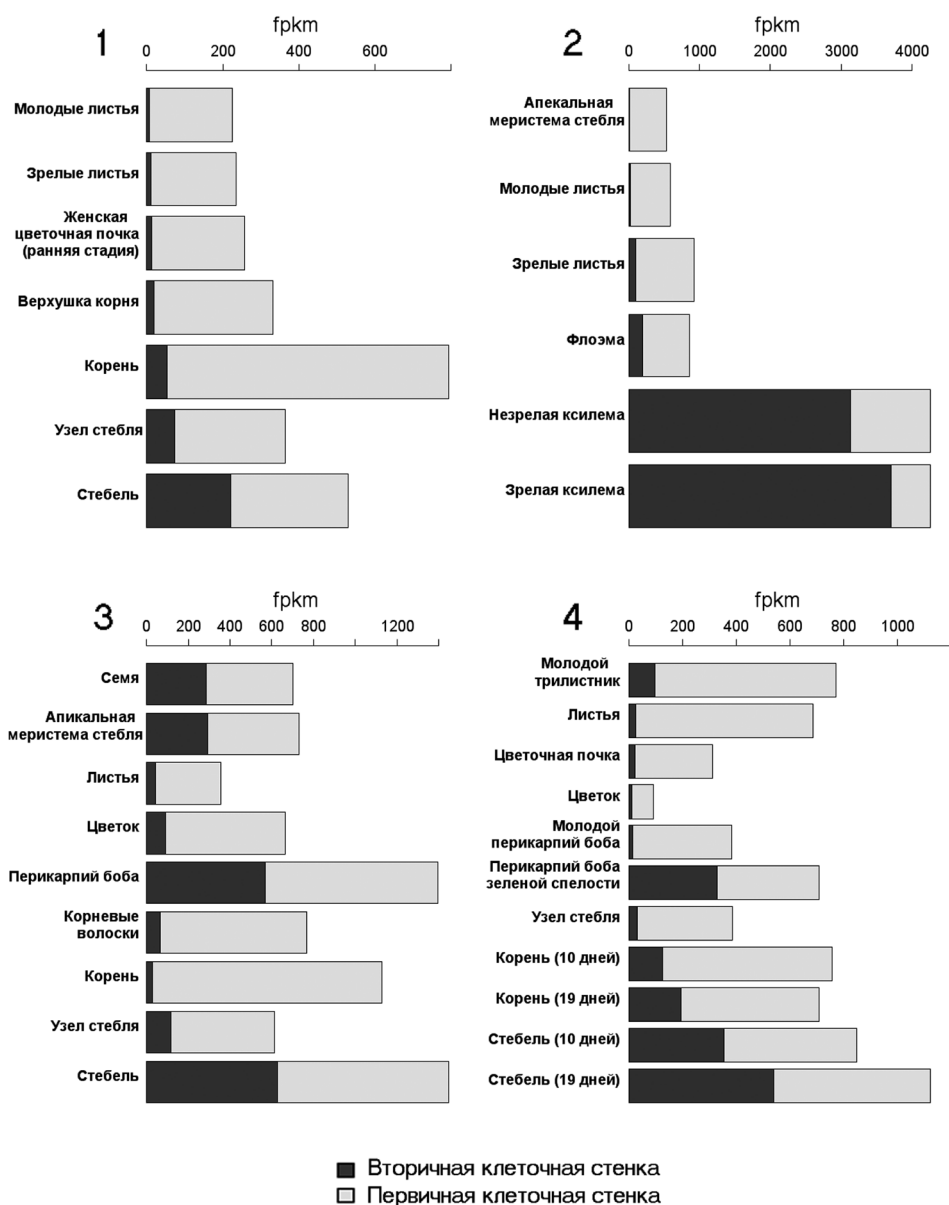 1
fpkm
0 200 400 600
Молодые листья
Зрелые листья
Женская
цветочная почка
(ранняя стадия)
Верхушка корня
Корень
Узел стебля
Стебель
2
fpkm
0 1000 2000 3000 4000
Апекальная
меристема стебля
Молодые листья
Зрелые листья
Флоэма
Незрелая ксилема
Зрелая ксилема
3
fpkm
0 200 400 600 800 1200
Семя
Апикальная
меристема стебля
Листья
Цветок
Перикарпий боба
Корневые
волоски
Корень
Узел стебля
Стебель
4
fpkm
0 200 400 600 800 1000
Молодой
трилистник
Листья
Цветочная почка
Цветок
Молодой
перикарпий боба
Перикарпий боба
зеленой спелости
Узел стебля
Корень (10 дней)
Корень (19 дней)
Стебель (10 дней)
Стебель (19 дней)
Вторичная клеточная стенка
Первичная клеточная стенка